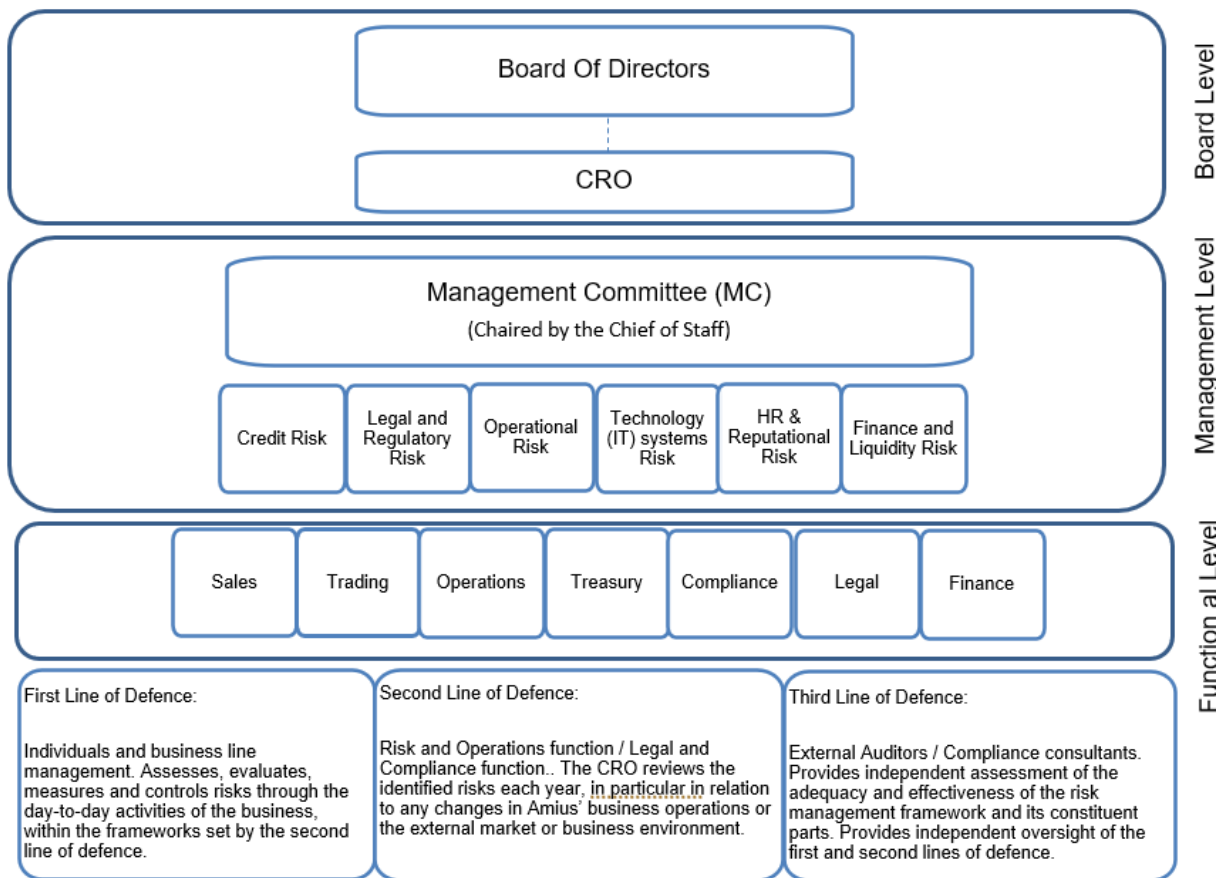 Board Of Directors
CRO
Board Level
Management Committee (MC)
(Chaired by the Chief of Staff)
Credit Risk
Legal and
Regulatory
Risk
Operational
Risk
Technology
(IT) systems
Risk
HR &
Reputational
Risk
Finance and
Liquidity Risk
Management Level
Sales
Trading
Operations
Treasury
Compliance
Legal
Finance
Function al Level
First Line of Defence:
Individuals and business line
management. Assesses, evaluates,
measures and controls risks through the
day-to-day activities of the business,
within the frameworks set by the second
line of defence.
Second Line of Defence:
Risk and Operations function / Legal and
Compliance function.. The CRO reviews the
identified risks each year, in particular in relation
to any changes in Amius' business operations or
the external market or business environment.
Third Line of Defence:
External Auditors / Compliance consultants.
Provides independent assessment of the
adequacy and effectiveness of the risk
management framework and its constituent
parts. Provides independent oversight of the
first and second lines of defence.